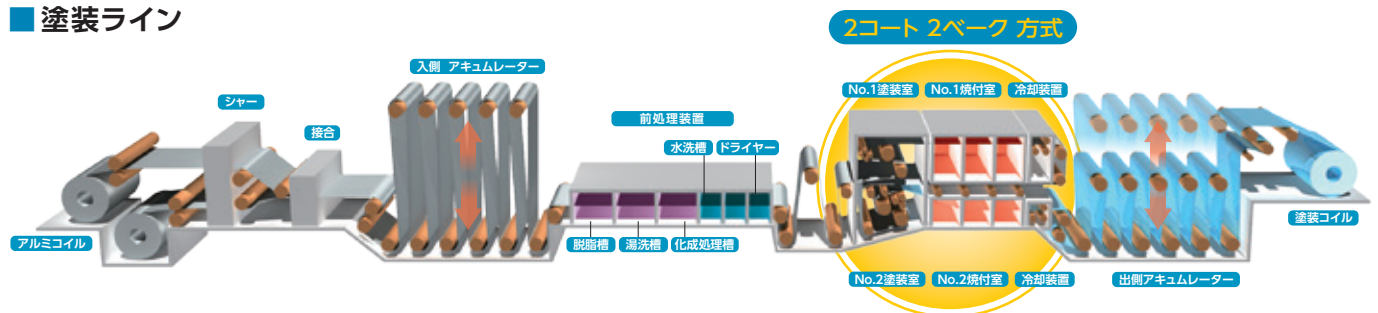 ■塗装ライン
2コート 2ベーク 方式
入側 アキュムレーター
シャー
接合
前処理装置
水洗槽
ドライヤー
No.1塗装室
No.1焼付室
冷却装置
アルミコイル
脱脂槽
湯洗槽
化成処理槽
No.2塗装室
No.2焼付室
冷却装置
出側アキュムレーター
塗装コイル